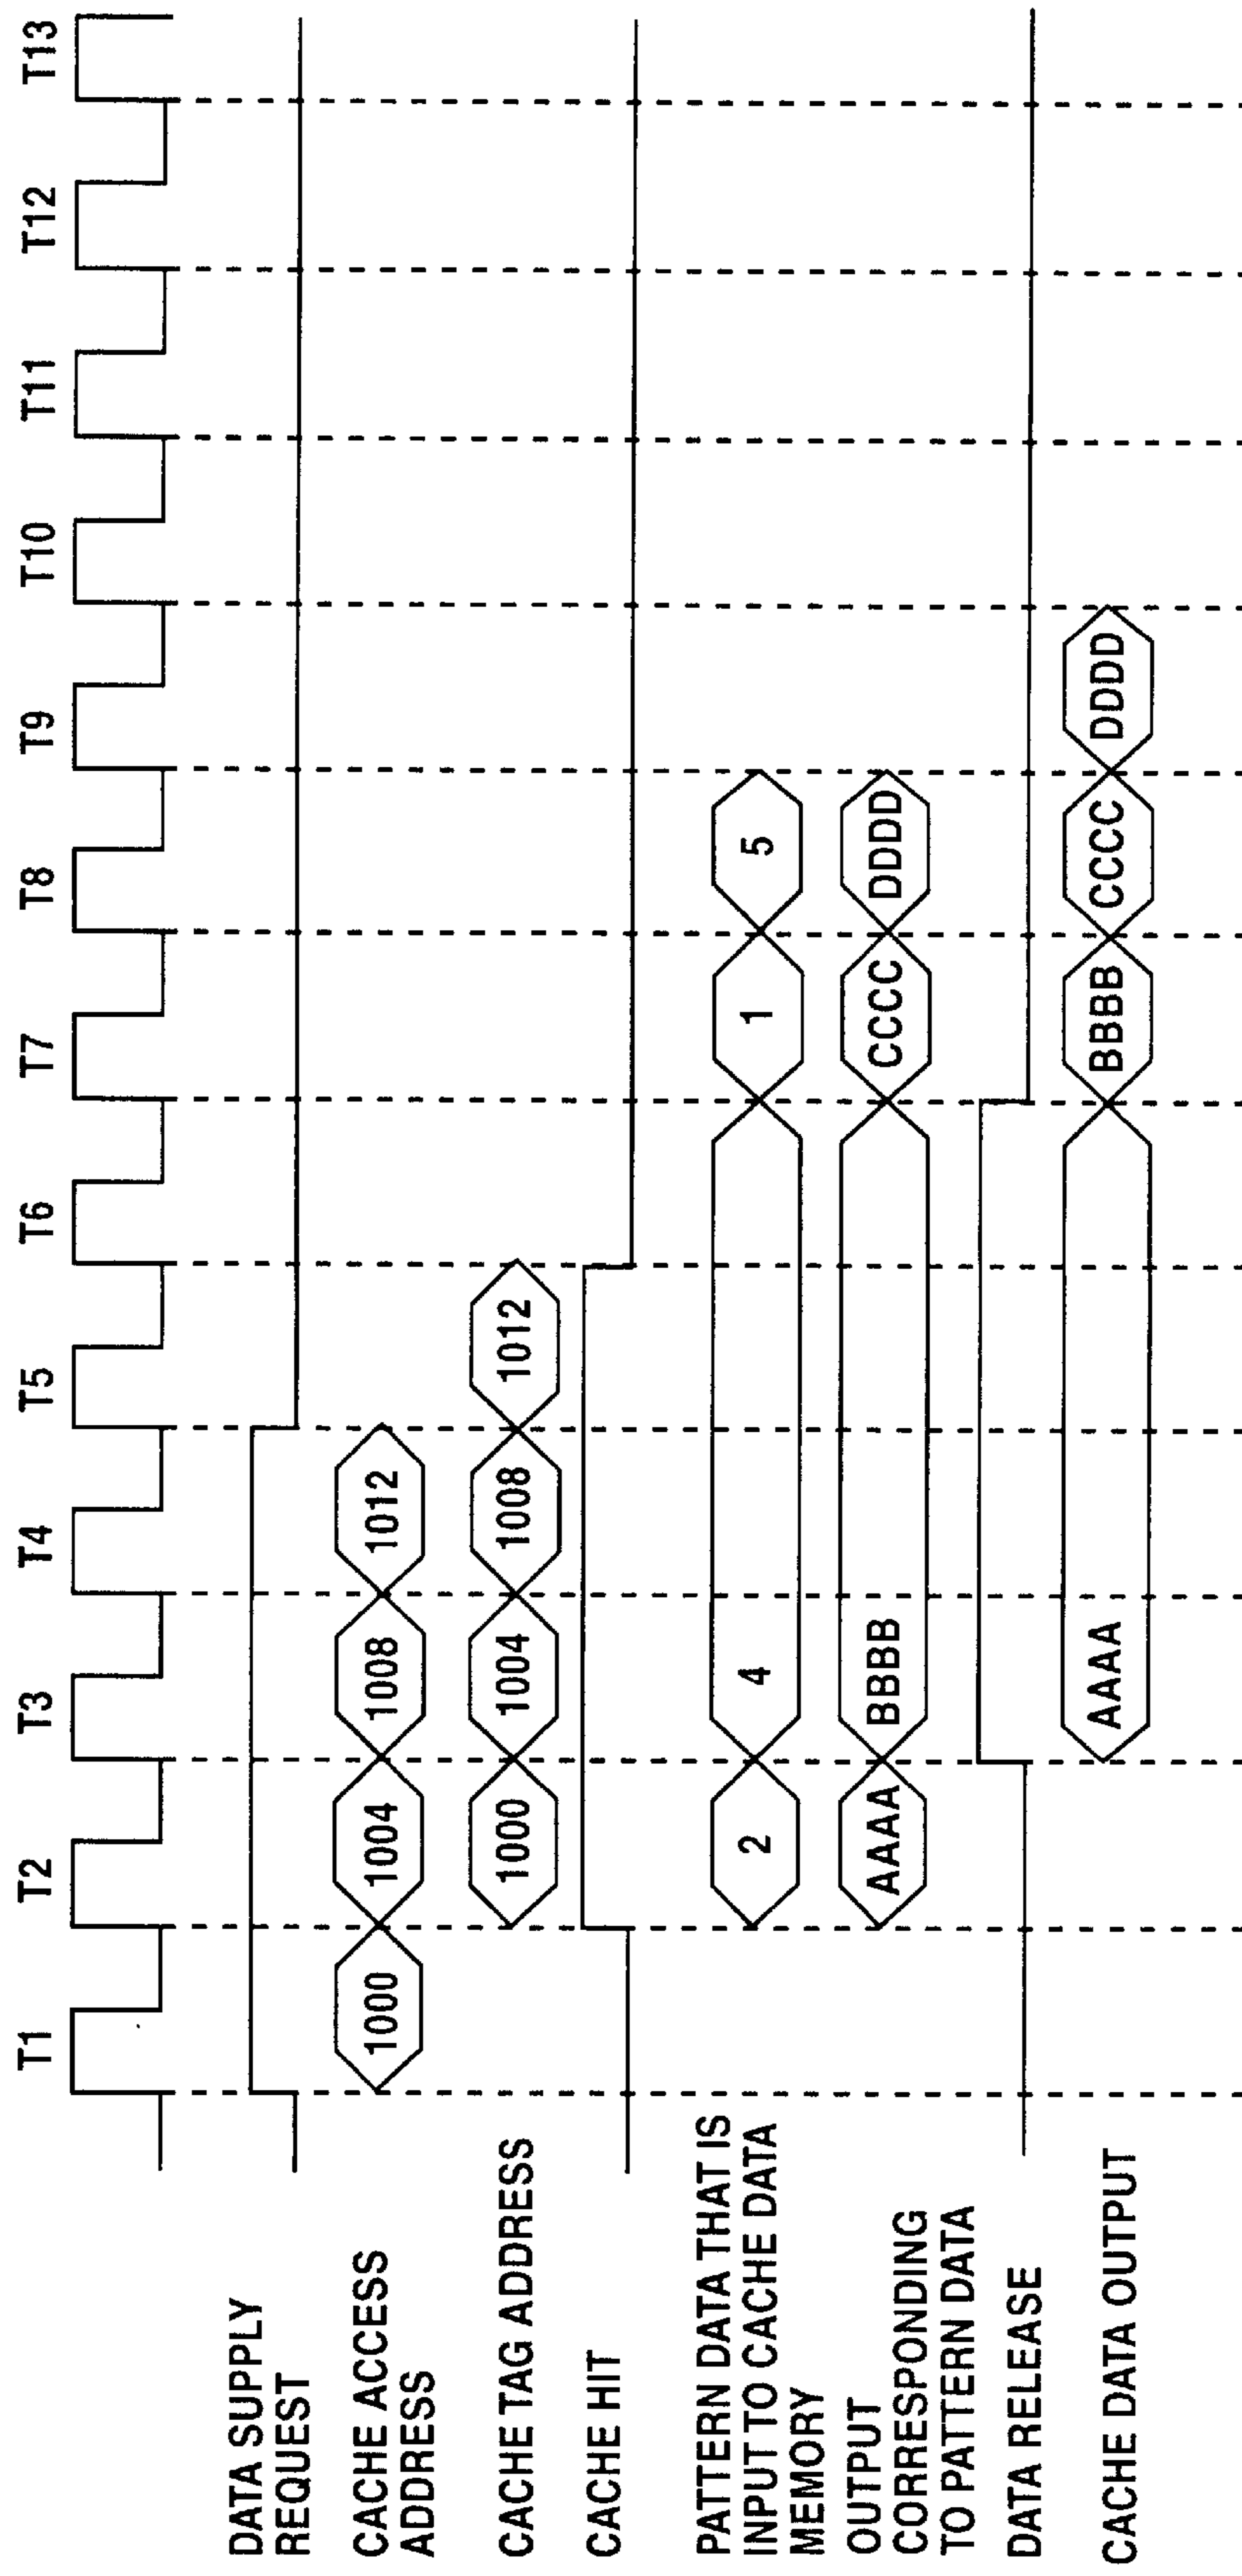 T1 T2 T3 T4 T5 T6 T7 T8 T9 T10 T11 T12 T13
DATA SUPPLY
REQUEST
CACHE ACCESS
ADDRESS
1000 1004 1008 1012
CACHE TAG ADDRESS
1000 1004 1008 1012
CACHE HIT
PATTERN DATA THAT IS
INPUT TO CACHE DATA
MEMORY
2 4 1 5
OUTPUT
CORRESPONDING
TO PATTERN DATA
AAAA BBBB CCCC DDDD
DATA RELEASE
CACHE DATA OUTPUT
AAAA BBBB CCCC DDDD